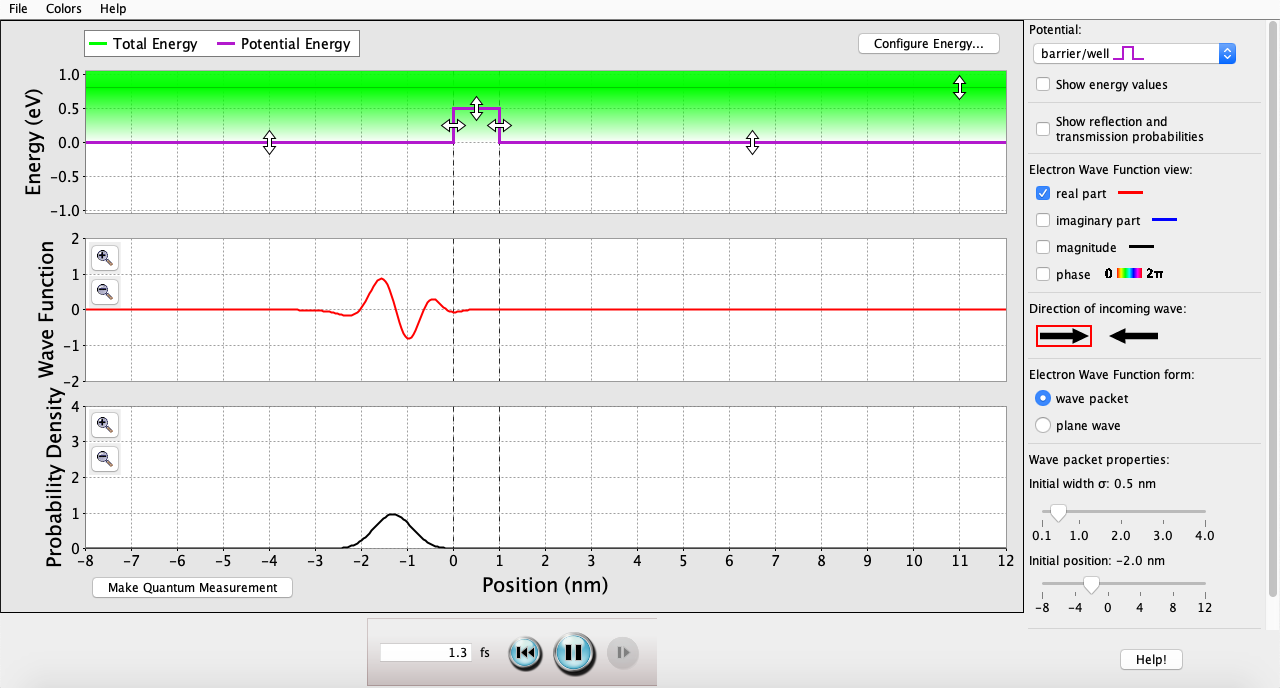 File Colors Help
Total Energy Potential Energy
Configure Energy...
Energy (eV)
1.0
0.5
0.0
-0.5
-1.0
Wave Function
2
1
0
-1
-2
Probability Density
4
3
2
1
0
-8 -7 -6 -5 -4 -3 -2 -1 0 1 2 3 4 5 6 7 8 9 10 11 12
Position (nm)
Make Quantum Measurement
1.3 fs
Potential:
barrier/well
Show energy values
Show reflection and
transmission probabilities
Electron Wave Function view:
real part
imaginary part
magnitude
phase 0 2π
Direction of incoming wave:
Electron Wave Function form:
wave packet
plane wave
Wave packet properties:
Initial width σ: 0.5 nm
0.1 1.0 2.0 3.0 4.0
Initial position: -2.0 nm
-8 -4 0 4 8 12
Help!